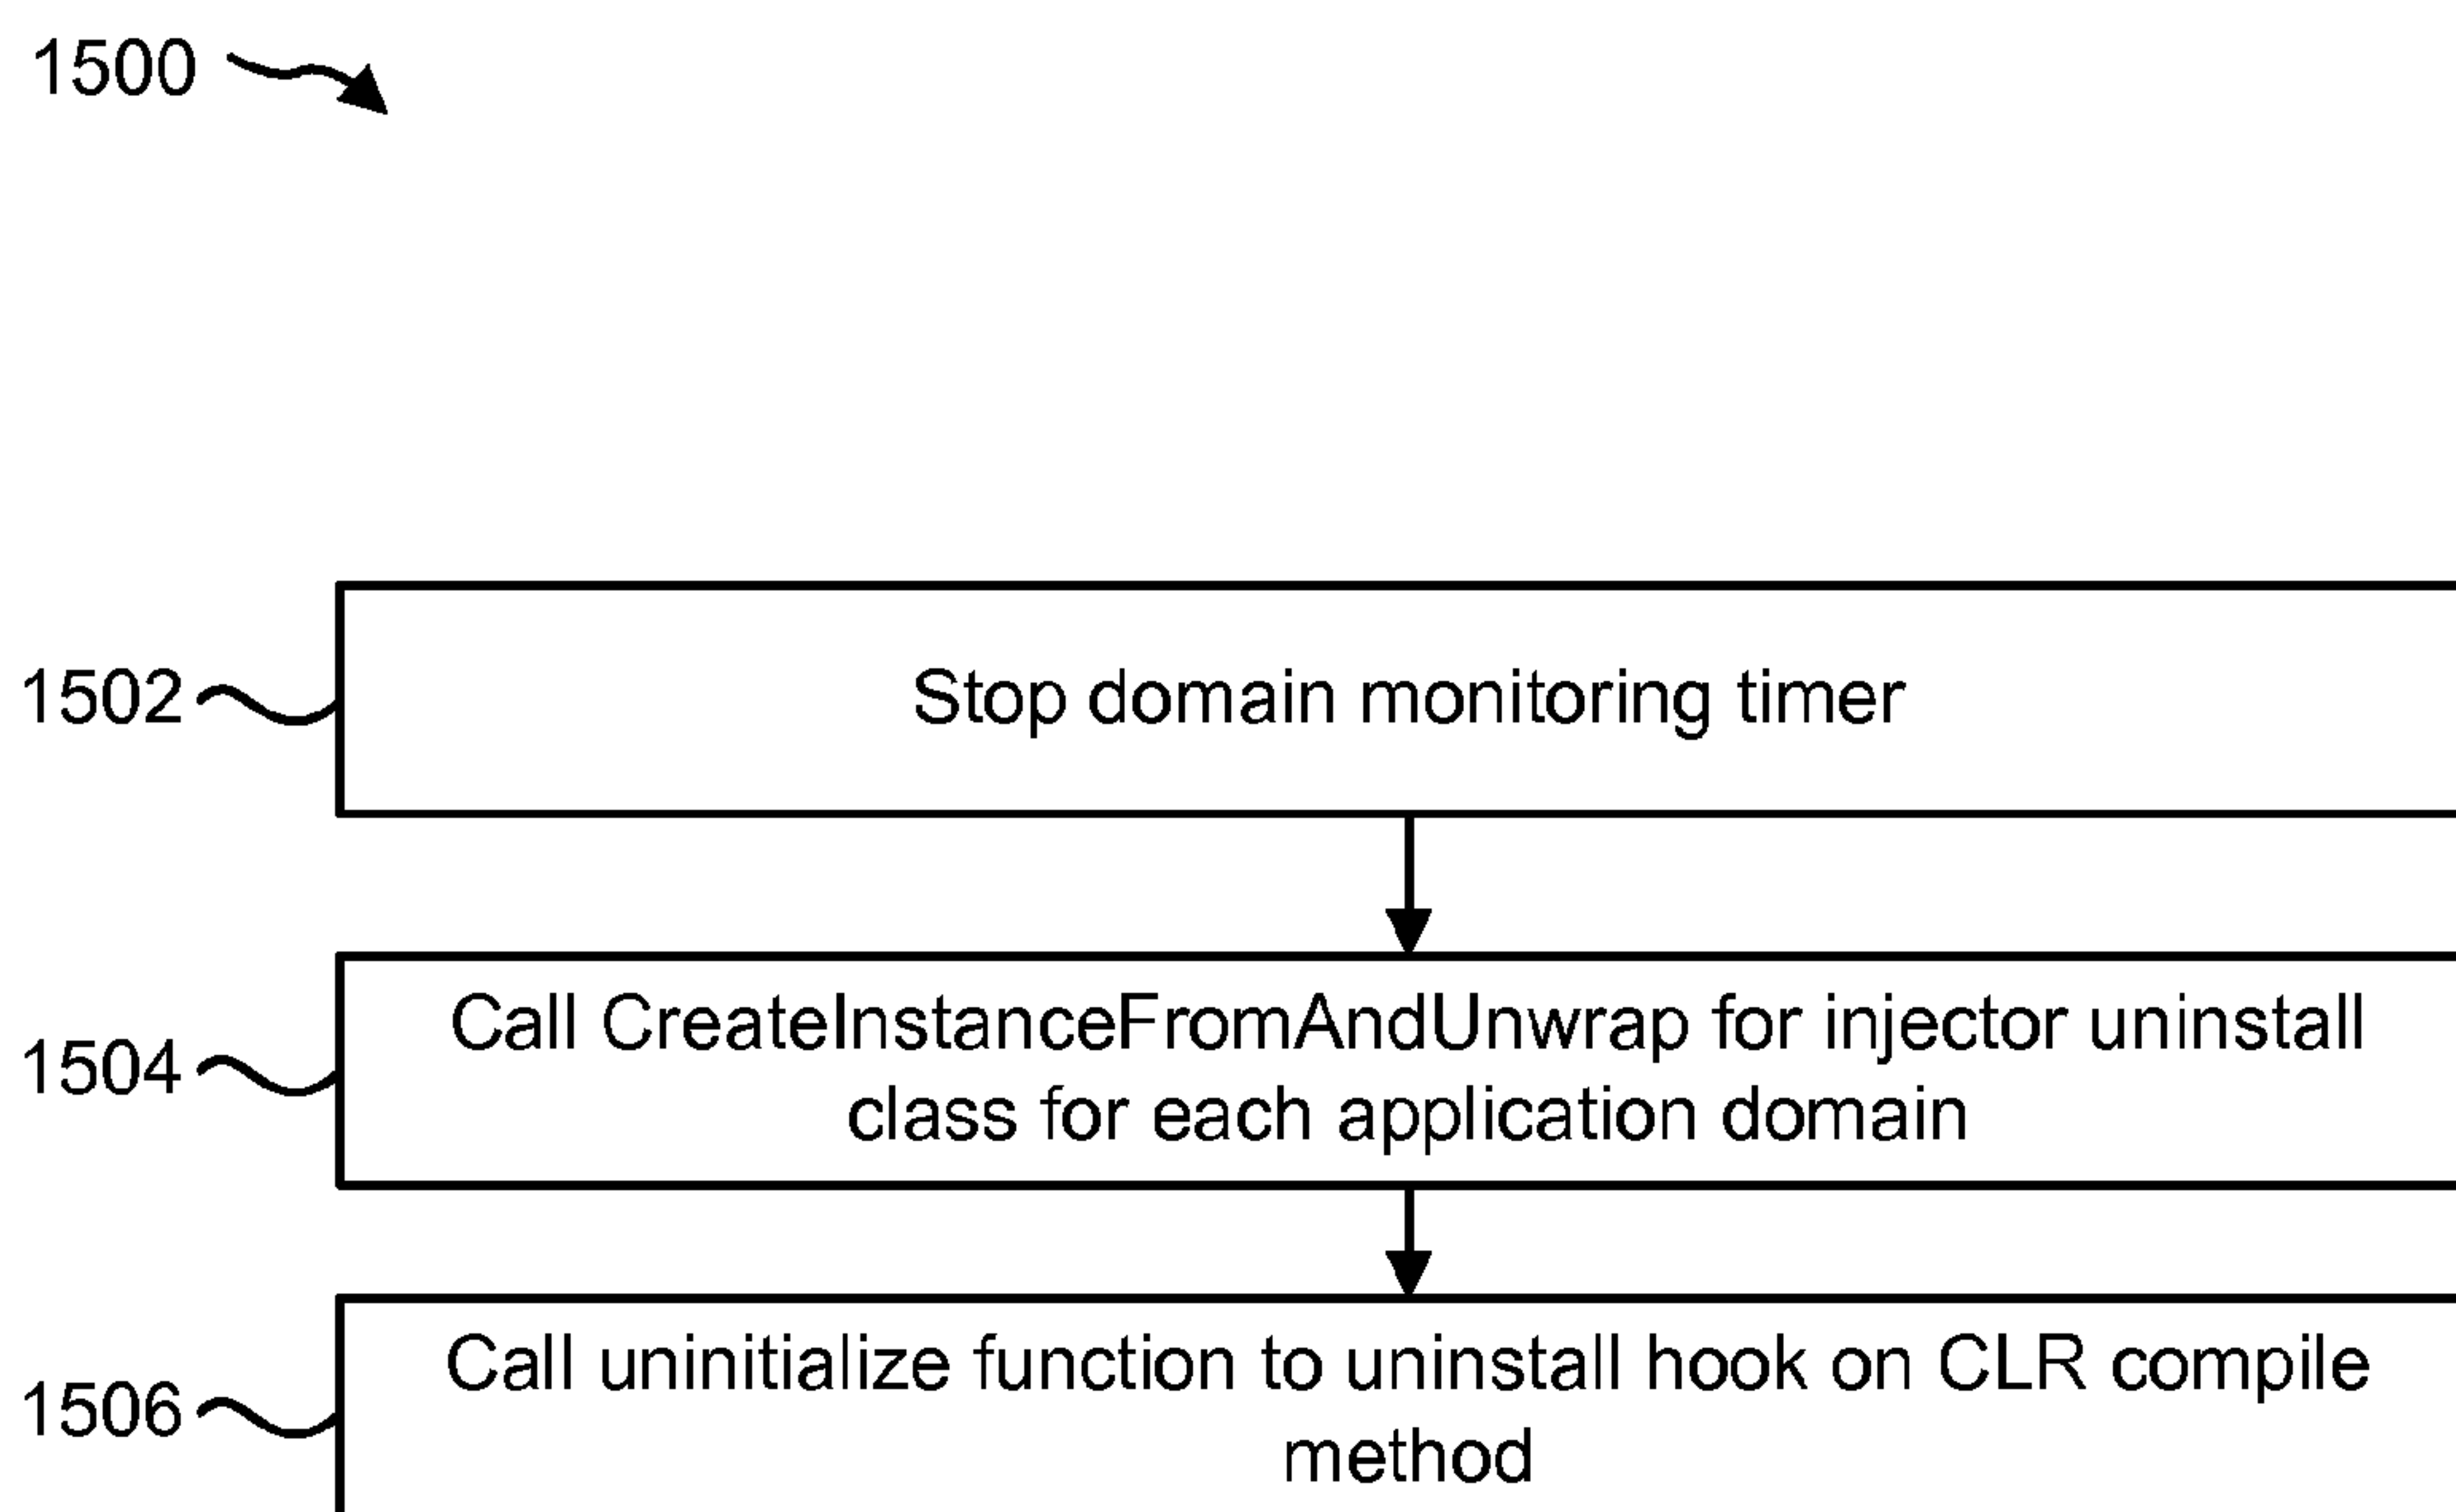 1500
1502
Stop domain monitoring timer
1504
Call CreateInstanceFromAndUnwrap for injector uninstall
class for each application domain
1506
Call uninitialize function to uninstall hook on CLR compile
method